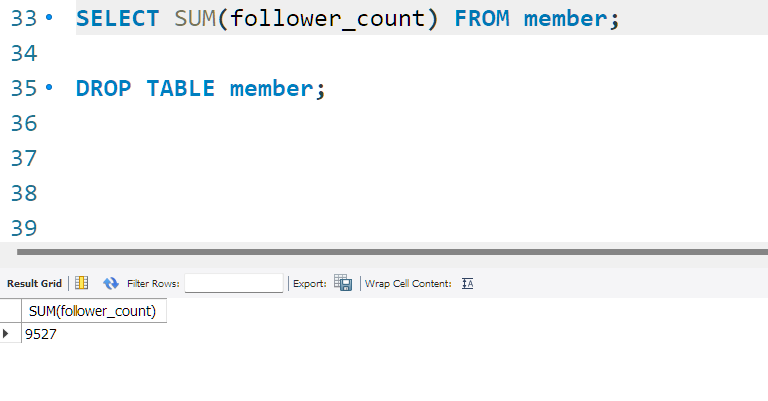 33 SELECT SUM(follower_count) FROM member;
34
35 DROP TABLE member;
36
37
38
39
Result Grid Filter Rows: Export: Wrap Cell Content: IA
SUM(follower_count)
9527